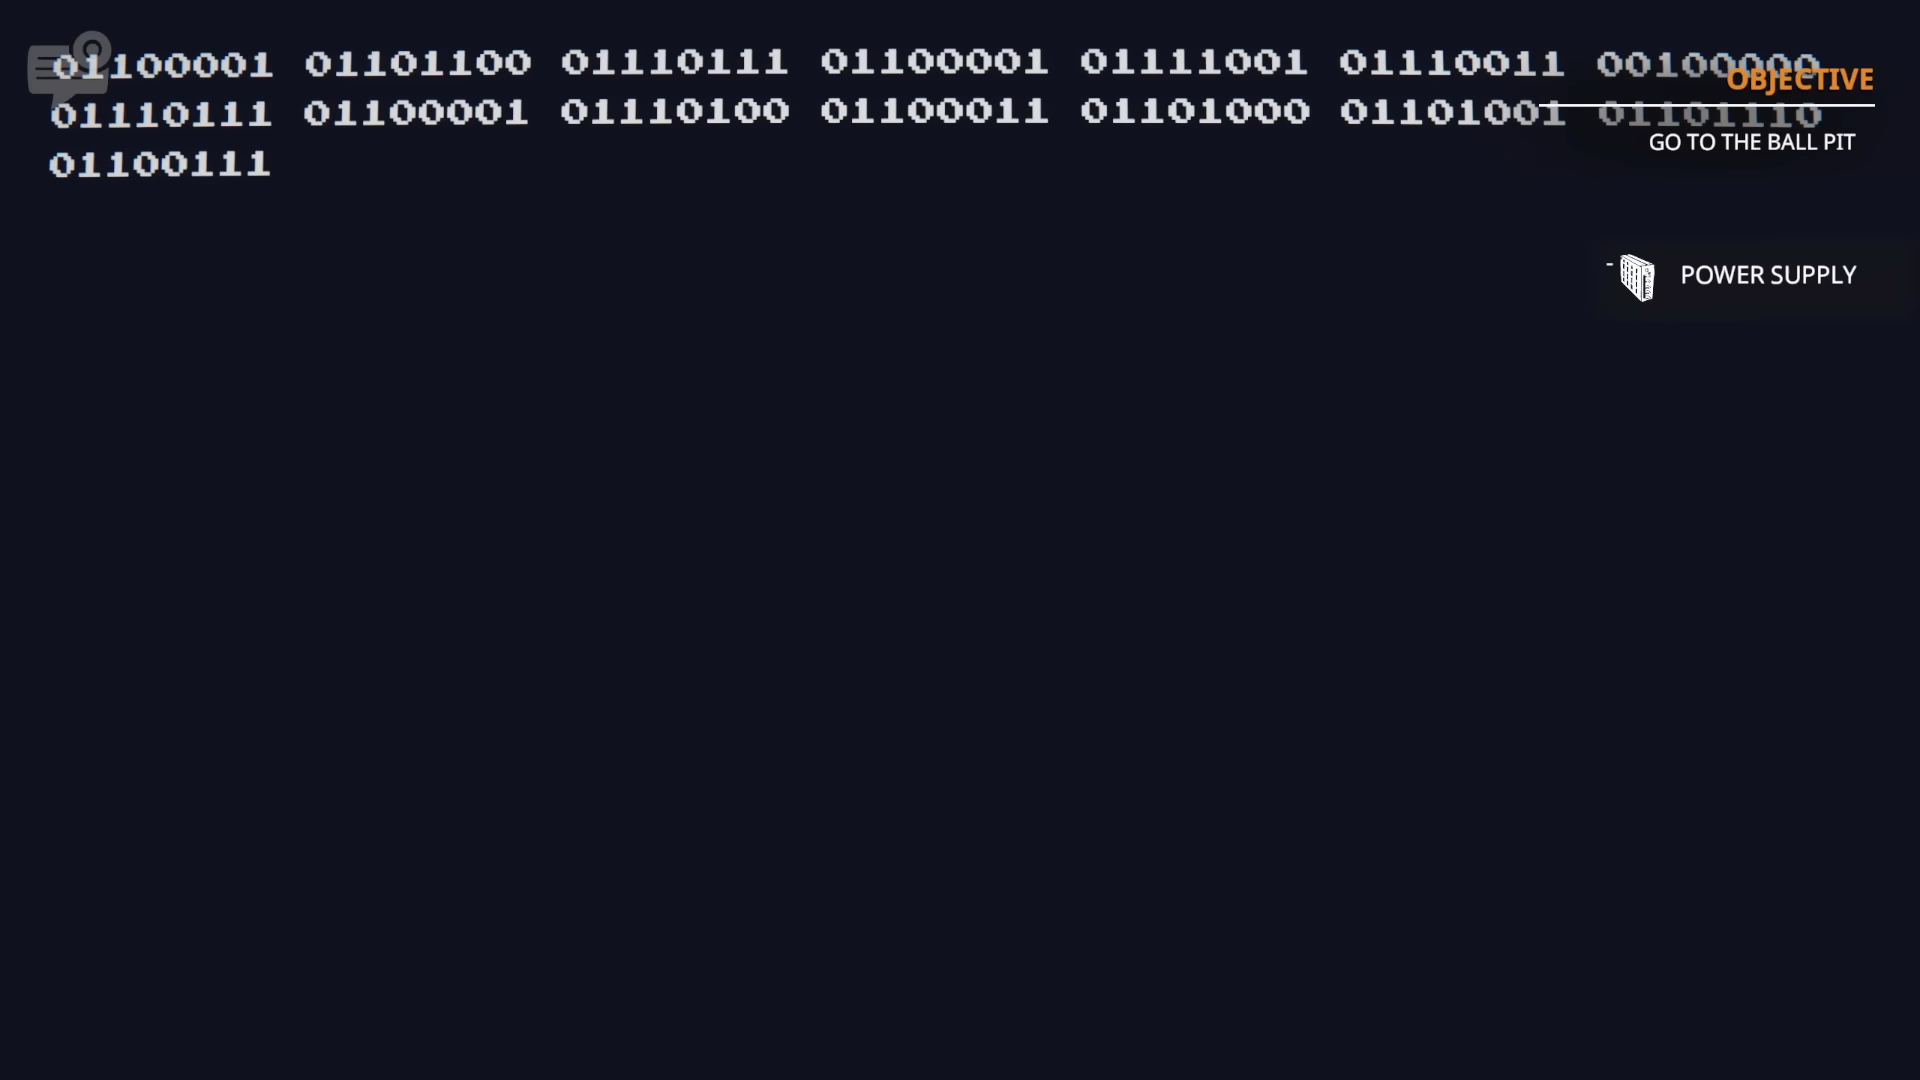 01100001 01101100 01110111 01100001 01111001 01110011 00100000
01110111 01100001 01110100 01100011 01101000 01101001 01101110
01100111
OBJECTIVE
GO TO THE BALL PIT
- POWER SUPPLY